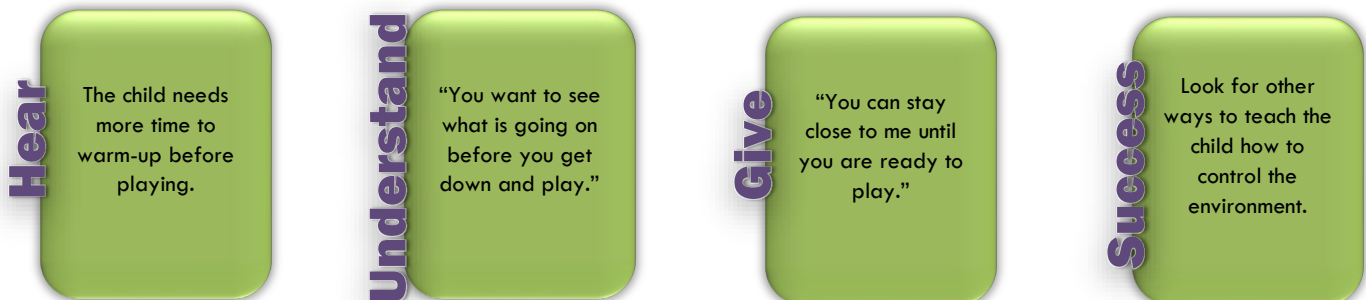 Hear
The child needs
more time to
warm-up before
playing.
Understand
“You want to see
what is going on
before you get
down and play.”
Give
“You can stay
close to me until
you are ready to
play.”
Success
Look for other
ways to teach the
child how to
control the
environment.